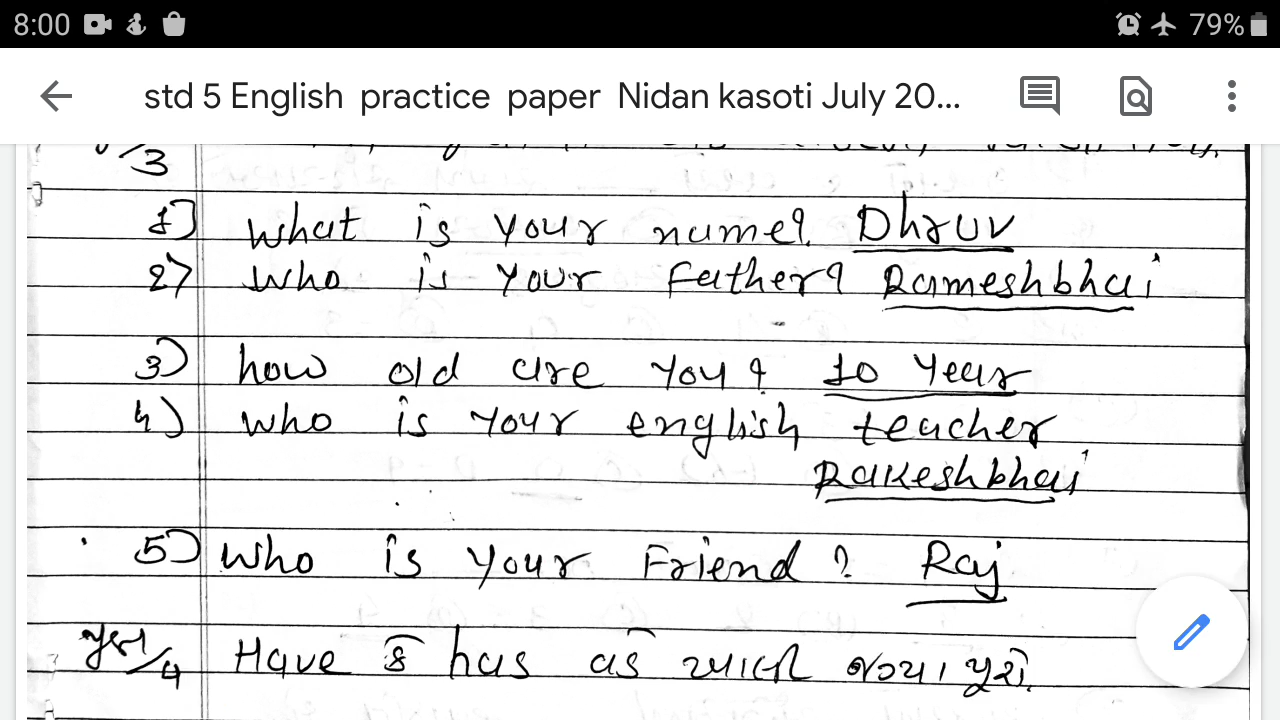 8:00 79%
std 5 English practice paper Nidan kasoti July 20...
/3
1) What is your name? Dhruv
2) Who is your Father? Rameshbhai
3) how old are you? 10 Year
4) who is your english teacher
Rakeshbhai
5) Who is your Friend? Raj
પ્રશ્ન/4 Have કે has થી ખાલી જગ્યા પુરો.